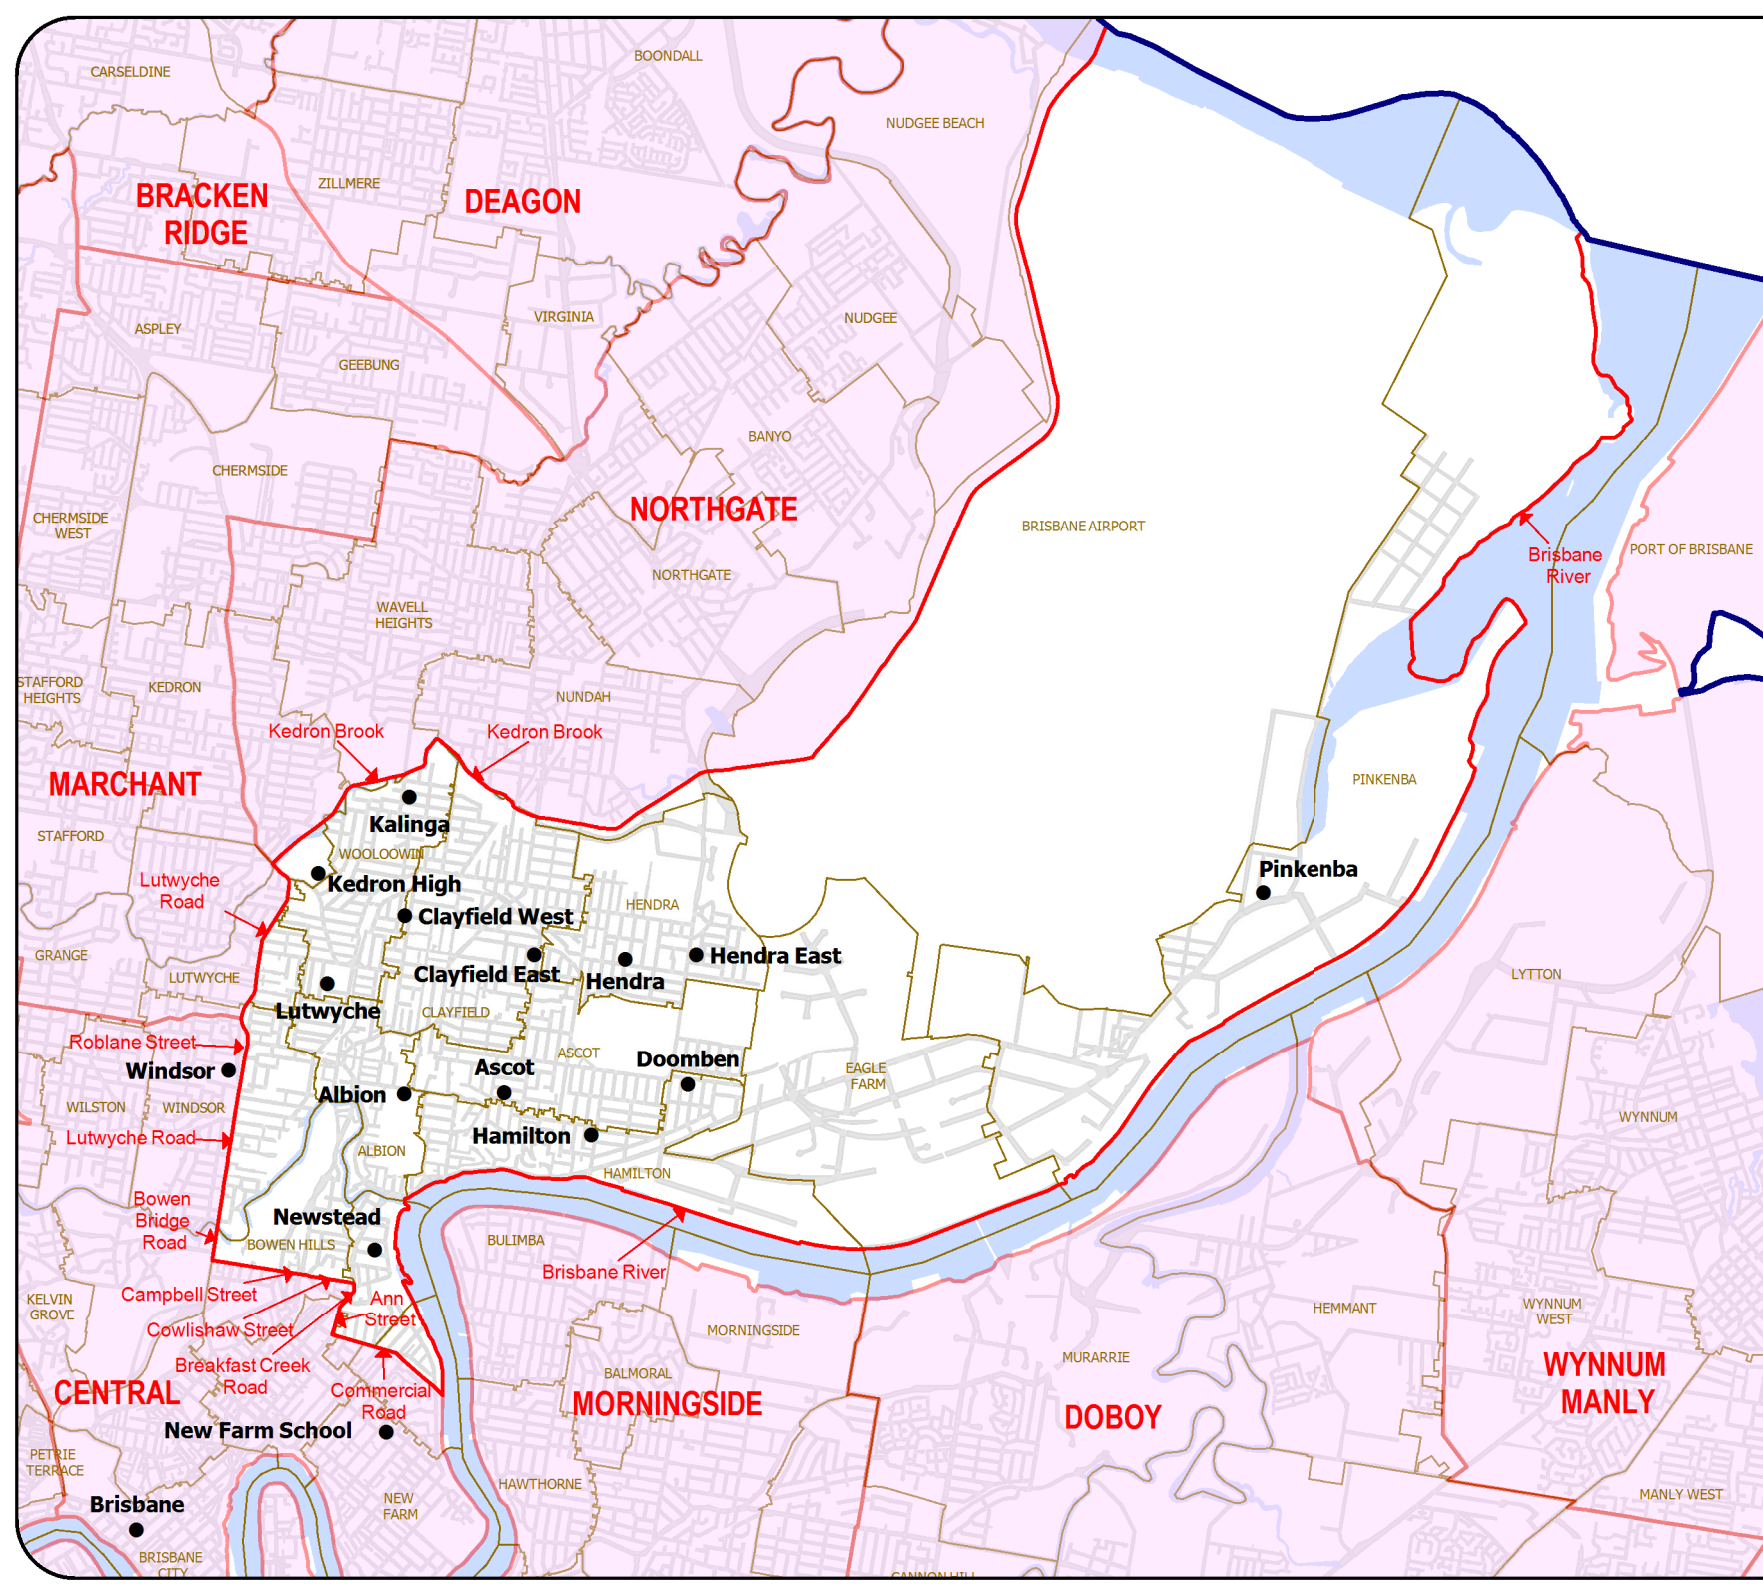 BOONDALL
CARSELDINE
NUDGEE BEACH
ZILLMERE
BRACKEN
RIDGE
DEAGON
VIRGINIA
NUDGEE
ASPLEY
GEEBUNG
BANYO
CHERMSIDE
NORTHGATE
CHERMSIDE
WEST
BRISBANE AIRPORT
Brisbane
River
PORT OF BRISBANE
NORTHGATE
WAVELL
HEIGHTS
STAFFORD
HEIGHTS
KEDRON
NUNDAH
Kedron Brook
Kedron Brook
MARCHANT
PINKENBA
Kalinga
STAFFORD
WOOLOOWIN
Pinkenba
Lutwyche
Road
Kedron High
HENDRA
Clayfield West
GRANGE
Hendra East
LUTWYCHE
Clayfield East
Hendra
LYTTON
Lutwyche
CLAYFIELD
Roblane Street
ASCOT
Doomben
Windsor
Ascot
EAGLE
FARM
Albion
WILSTON
WINDSOR
WYNNUM
Lutwyche Road
Hamilton
ALBION
HAMILTON
Bowen
Bridge
Road
Newstead
BOWEN HILLS
BULIMBA
Brisbane River
Campbell Street
Ann
Street
KELVIN
GROVE
HEMMANT
WYNNUM
WEST
Cowlishaw Street
MORNINGSIDE
Breakfast Creek
Road
MURARRIE
BALMORAL
WYNNUM
MANLY
CENTRAL
Commercial
Road
MORNINGSIDE
DOBOY
New Farm School
PETRIE
TERRACE
HAWTHORNE
MANLY WEST
Brisbane
NEW
FARM
BRISBANE
CITY
CANNON HILL